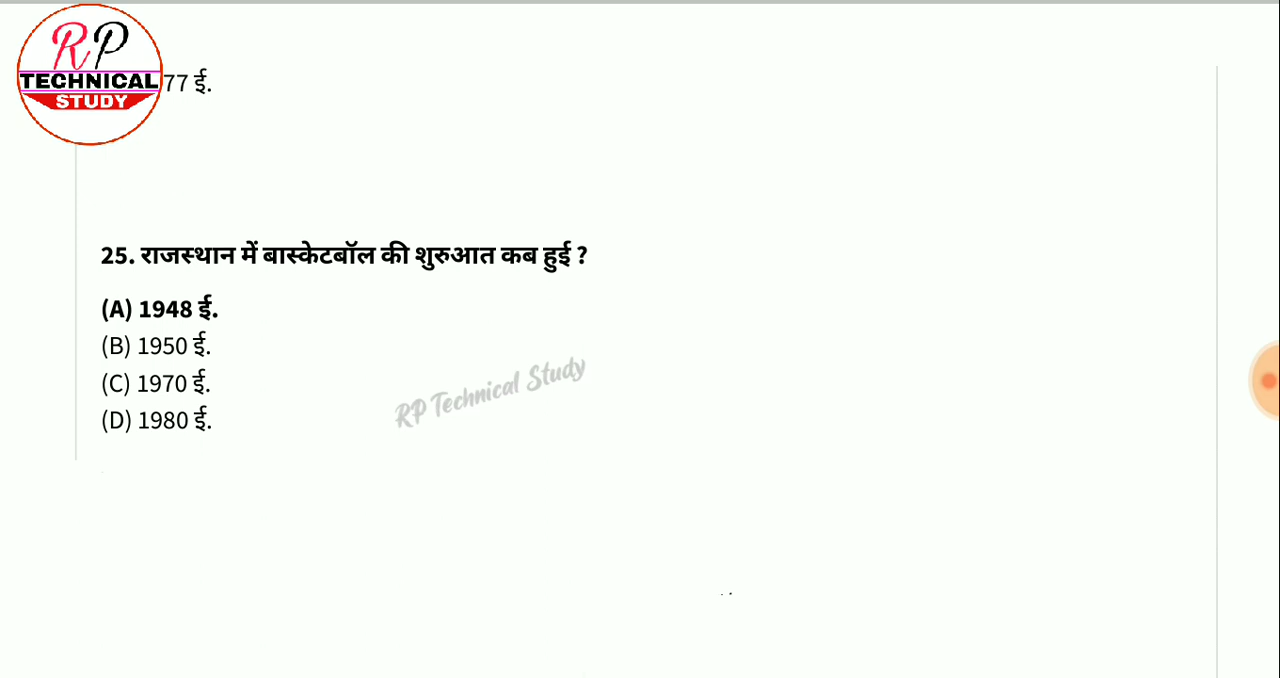 RP
TECHNICAL
STUDY
77 ई.
25. राजस्थान में बास्केटबॉल की शुरुआत कब हुई ?
(A) 1948 ई.
(B) 1950 ई.
(C) 1970 ई.
(D) 1980 ई.
RP Technical Study